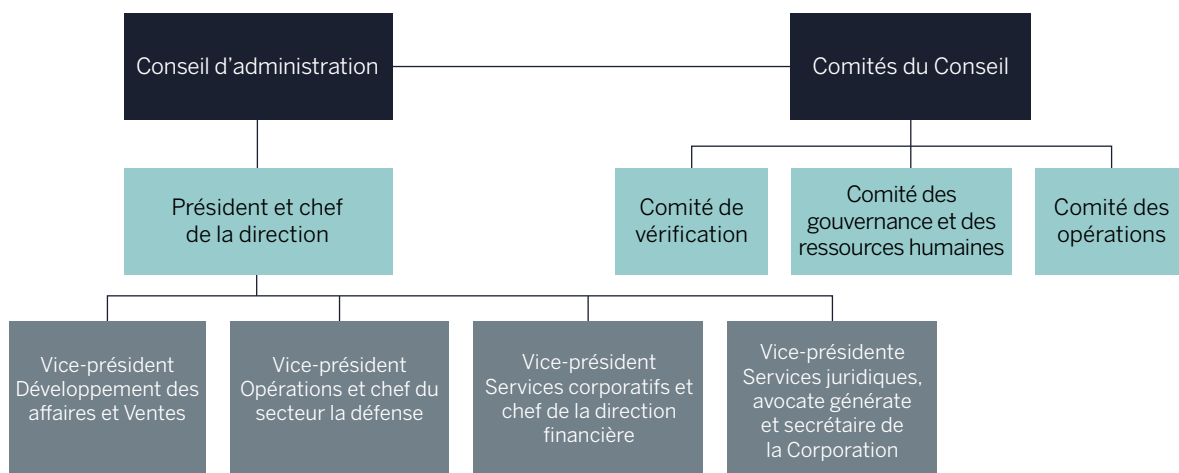 Conseil d'administration
Comités du Conseil
Président et chef
de la direction
Comité de
vérification
Comité des
gouvernance et des
ressources humaines
Comité des
opérations
Vice-président
Développement des
affaires et Ventes
Vice-président
Opérations et chef du
secteur la défense
Vice-président
Services corporatifs et
chef de la direction
financière
Vice-présidente
Services juridiques,
avocate générate
et secrétaire de
la Corporation